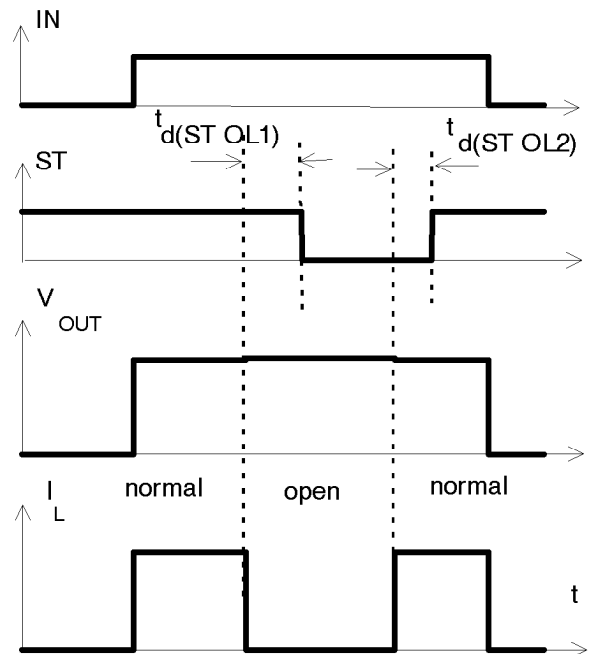 IN
t d(ST OL1)
t d(ST OL2)
ST
V OUT
normal
open
normal
I L
t